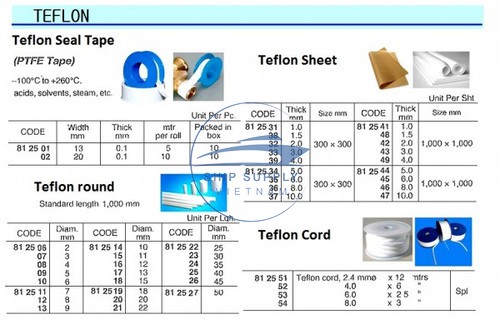 TEFLON
Teflon Seal Tape
(PTFE Tape)
-100°C to +260°C.
acids, solvents, steam, etc.
Unit Per Pc.
CODE Width mm Thick mm mtr per roll Packed in box
81 25 01 13 0.1 5 10
02 20 0.1 10 10
Teflon Sheet
Unit Per Sht
CODE Thick mm Size mm CODE Thick mm Size mm
81 25 31 1.0 300 x 300 81 25 41 1.0 1,000 x 1,000
38 1.5 48 1.5
32 2.0 42 2.0
33 3.0 43 3.0
39 4.0 49 4.0
81 25 34 5.0 300 x 300 81 25 44 5.0 1,000 x 1,000
35 6.0 45 6.0
36 8.0 46 8.0
37 10.0 47 10.0
SHIP SUPPLY
VIETNAM
Teflon round
Standard length 1,000 mm
Unit Per Lgh.
CODE Diam. mm CODE Diam. mm CODE Diam. mm
81 25 06 2 81 25 14 10 81 25 22 25
07 3 15 11 23 30
08 4 16 12 24 35
09 5 17 13 25 40
10 6 18 15 26 45
81 25 11 7 81 25 19 18 81 25 27 50
12 8 20 20
13 9 21 22
Teflon Cord
81 25 51 Teflon cord, 2.4 mmø x 12 mtrs Spl
52 4.0 x 6 "
53 6.0 x 2 5 "
54 8.0 x 3 "